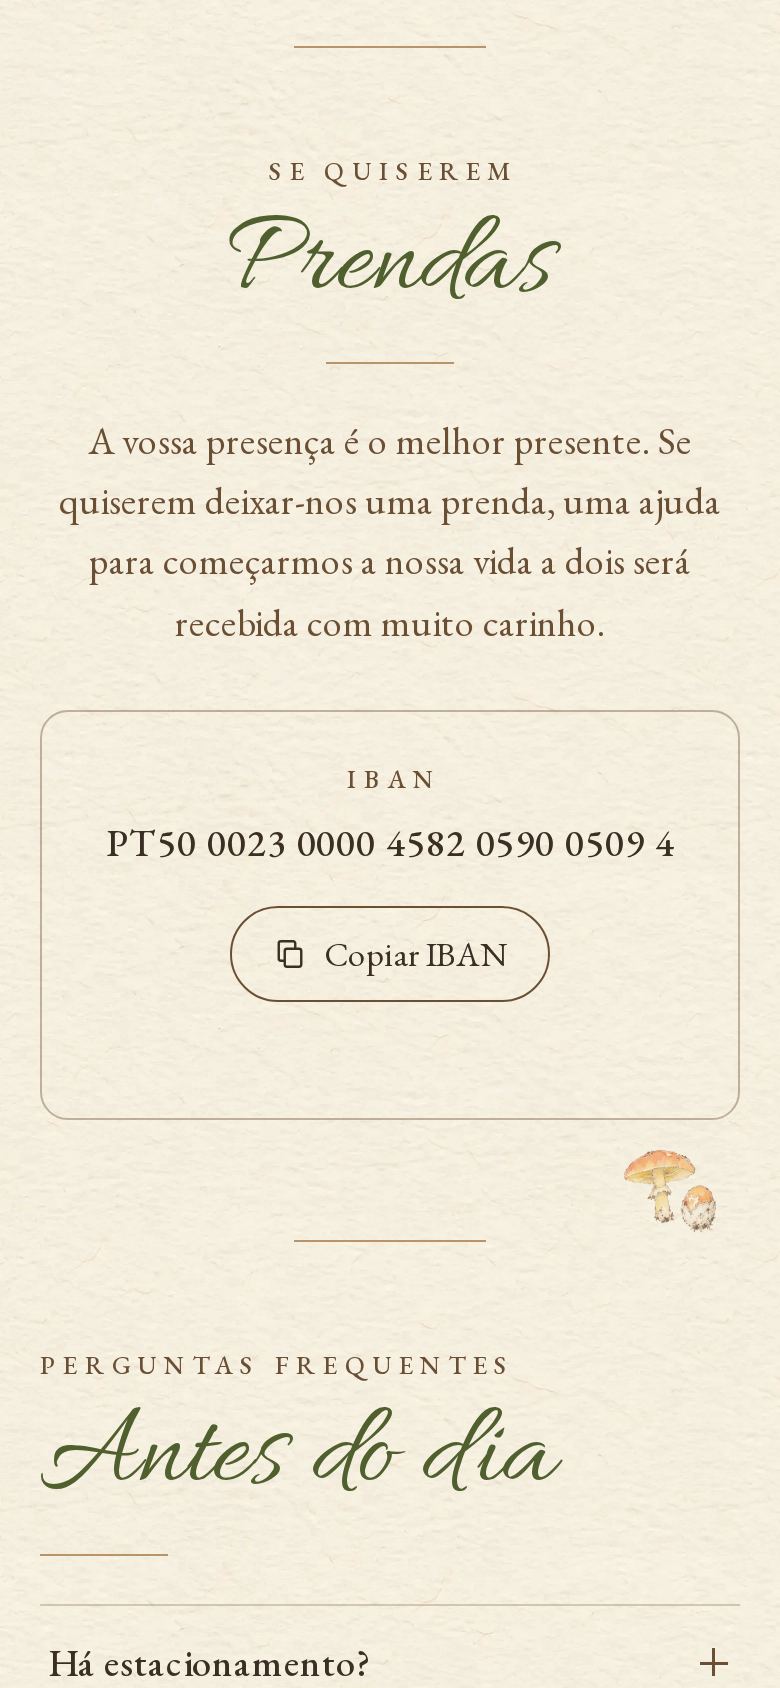 SE QUISEREM
Prendas
A vossa presença é o melhor presente. Se
quiserem deixar-nos uma prenda, uma ajuda
para começarmos a nossa vida a dois será
recebida com muito carinho.
IBAN
PT50 0023 0000 4582 0590 0509 4
Copiar IBAN
PERGUNTAS FREQUENTES
Antes do dia
Há estacionamento?